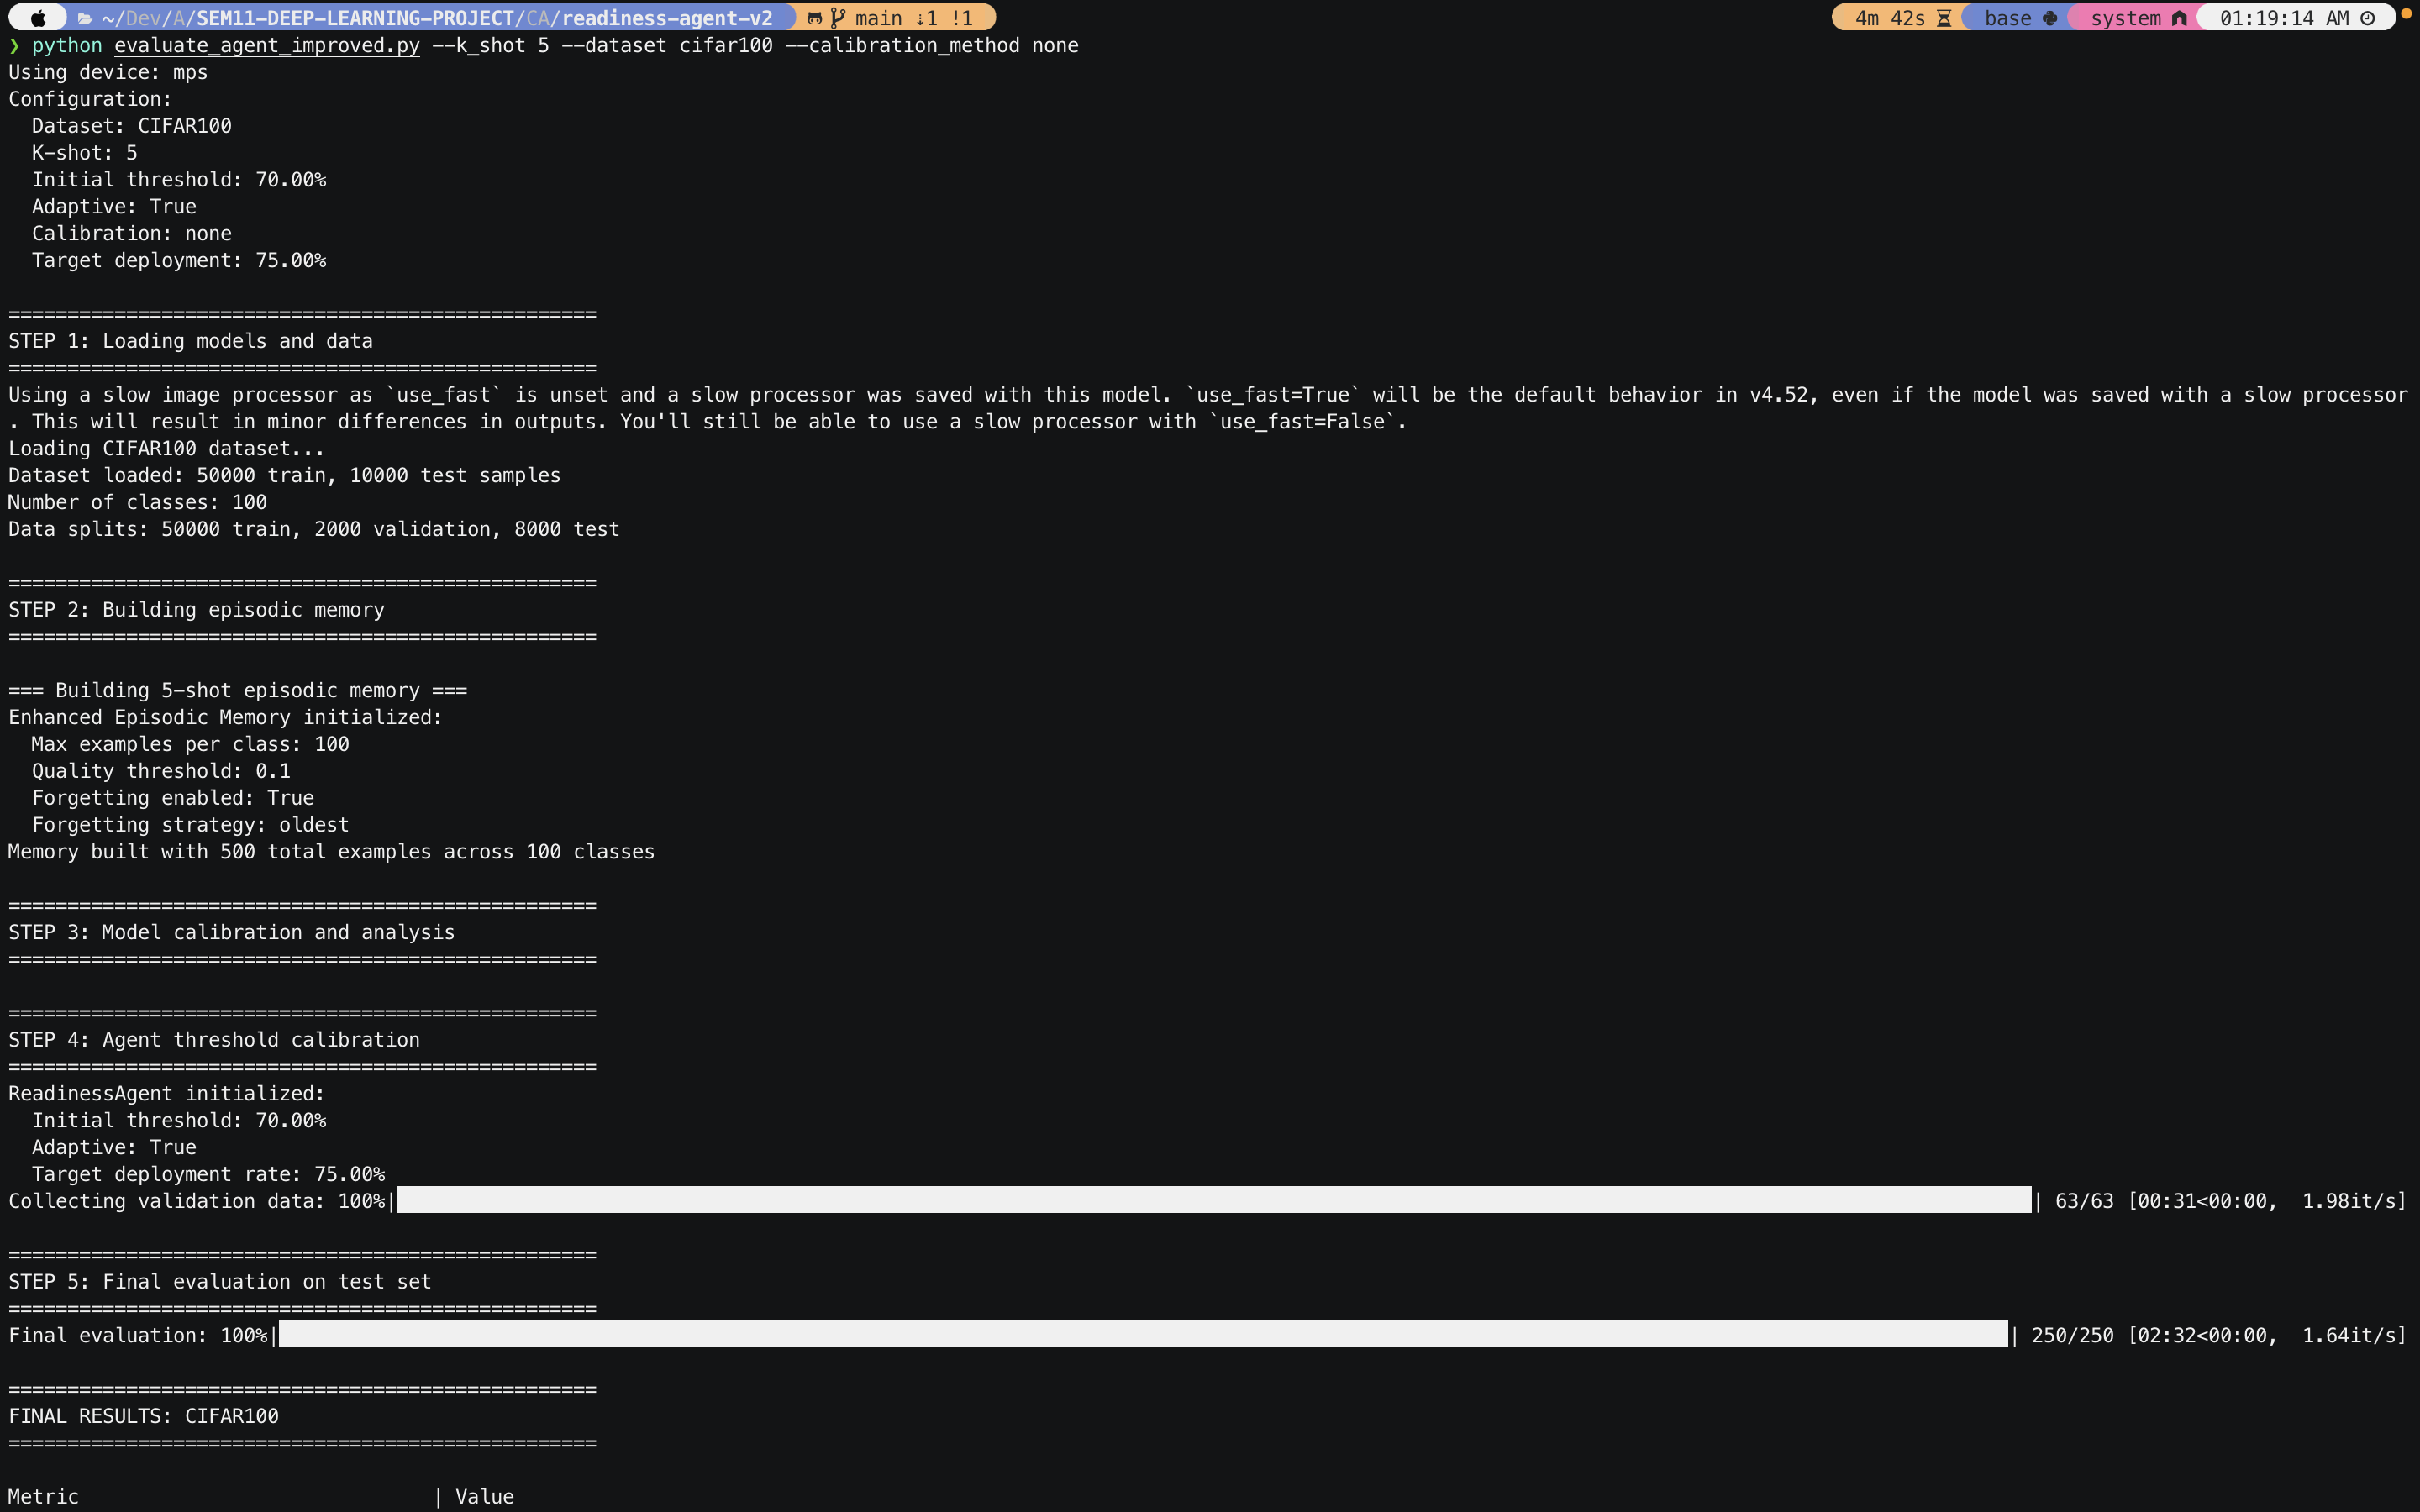 ~/Dev/A/SEM11-DEEP-LEARNING-PROJECT/CA/readiness-agent-v2 main ⇣1 !1 4m 42s base system 01:19:14 AM
❯ python evaluate_agent_improved.py --k_shot 5 --dataset cifar100 --calibration_method none
Using device: mps
Configuration:
  Dataset: CIFAR100
  K-shot: 5
  Initial threshold: 70.00%
  Adaptive: True
  Calibration: none
  Target deployment: 75.00%
==================================================
STEP 1: Loading models and data
==================================================
Using a slow image processor as `use_fast` is unset and a slow processor was saved with this model. `use_fast=True` will be the default behavior in v4.52, even if the model was saved with a slow processor
. This will result in minor differences in outputs. You'll still be able to use a slow processor with `use_fast=False`.
Loading CIFAR100 dataset...
Dataset loaded: 50000 train, 10000 test samples
Number of classes: 100
Data splits: 50000 train, 2000 validation, 8000 test
==================================================
STEP 2: Building episodic memory
==================================================
=== Building 5-shot episodic memory ===
Enhanced Episodic Memory initialized:
  Max examples per class: 100
  Quality threshold: 0.1
  Forgetting enabled: True
  Forgetting strategy: oldest
Memory built with 500 total examples across 100 classes
==================================================
STEP 3: Model calibration and analysis
==================================================
==================================================
STEP 4: Agent threshold calibration
==================================================
ReadinessAgent initialized:
  Initial threshold: 70.00%
  Adaptive: True
  Target deployment rate: 75.00%
Collecting validation data: 100%| | 63/63 [00:31<00:00,  1.98it/s]
==================================================
STEP 5: Final evaluation on test set
==================================================
Final evaluation: 100%| | 250/250 [02:32<00:00,  1.64it/s]
==================================================
FINAL RESULTS: CIFAR100
==================================================
Metric | Value